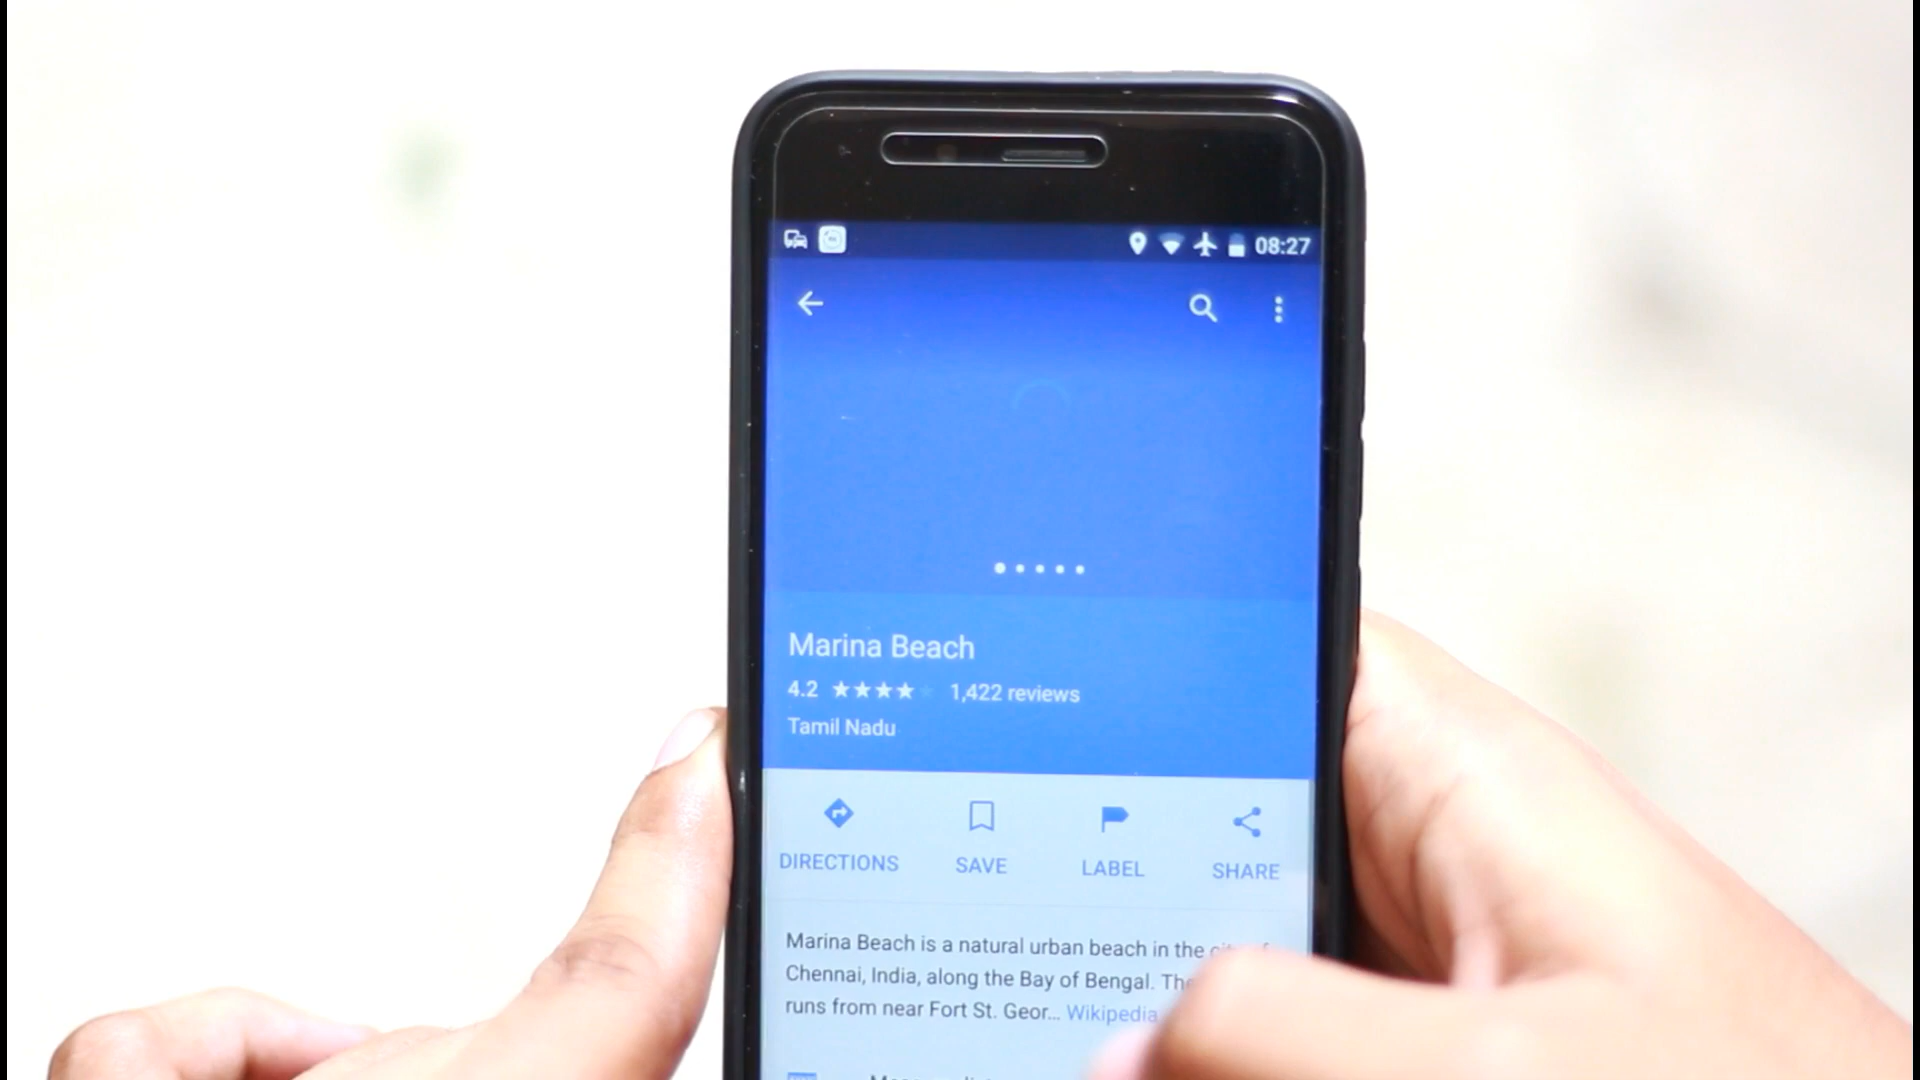 08:27
Marina Beach
4.2 1,422 reviews
Tamil Nadu
DIRECTIONS SAVE LABEL SHARE
Marina Beach is a natural urban beach in the
Chennai, India, along the Bay of Bengal.
runs from near Fort St. Geor... Wikipedia